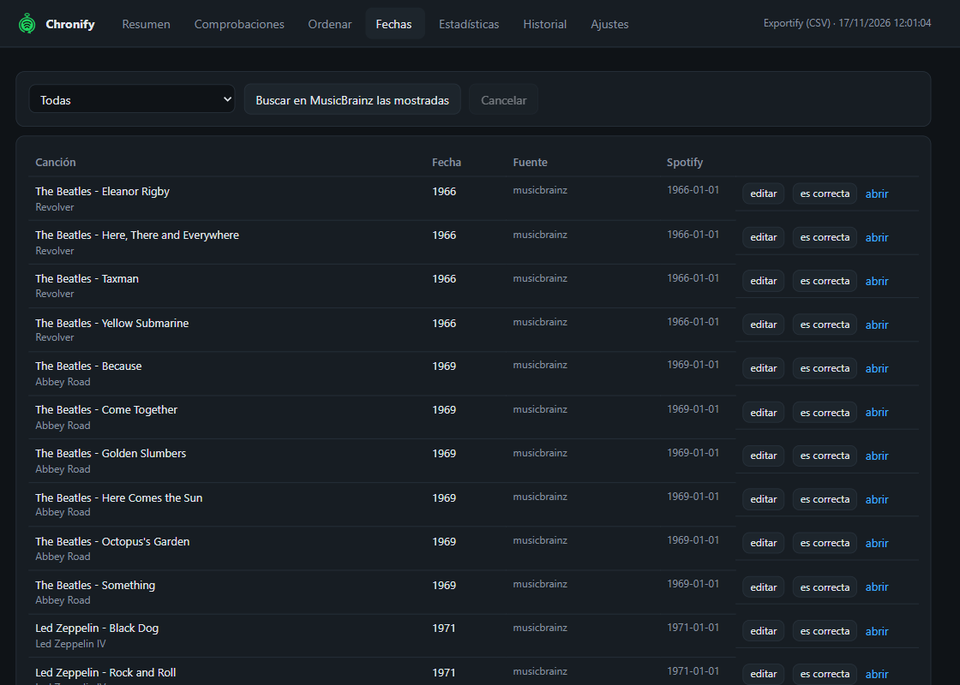 Chronify Resumen Comprobaciones Ordenar Fechas Estadísticas Historial Ajustes Exportify (CSV) · 17/11/2026 12:01:04
Todas Buscar en MusicBrainz las mostradas Cancelar
Canción Fecha Fuente Spotify
The Beatles - Eleanor Rigby 1966 musicbrainz 1966-01-01 editar es correcta abrir
Revolver
The Beatles - Here, There and Everywhere 1966 musicbrainz 1966-01-01 editar es correcta abrir
Revolver
The Beatles - Taxman 1966 musicbrainz 1966-01-01 editar es correcta abrir
Revolver
The Beatles - Yellow Submarine 1966 musicbrainz 1966-01-01 editar es correcta abrir
Revolver
The Beatles - Because 1969 musicbrainz 1969-01-01 editar es correcta abrir
Abbey Road
The Beatles - Come Together 1969 musicbrainz 1969-01-01 editar es correcta abrir
Abbey Road
The Beatles - Golden Slumbers 1969 musicbrainz 1969-01-01 editar es correcta abrir
Abbey Road
The Beatles - Here Comes the Sun 1969 musicbrainz 1969-01-01 editar es correcta abrir
Abbey Road
The Beatles - Octopus's Garden 1969 musicbrainz 1969-01-01 editar es correcta abrir
Abbey Road
The Beatles - Something 1969 musicbrainz 1969-01-01 editar es correcta abrir
Abbey Road
Led Zeppelin - Black Dog 1971 musicbrainz 1971-01-01 editar es correcta abrir
Led Zeppelin IV
Led Zeppelin - Rock and Roll 1971 musicbrainz 1971-01-01 editar es correcta abrir